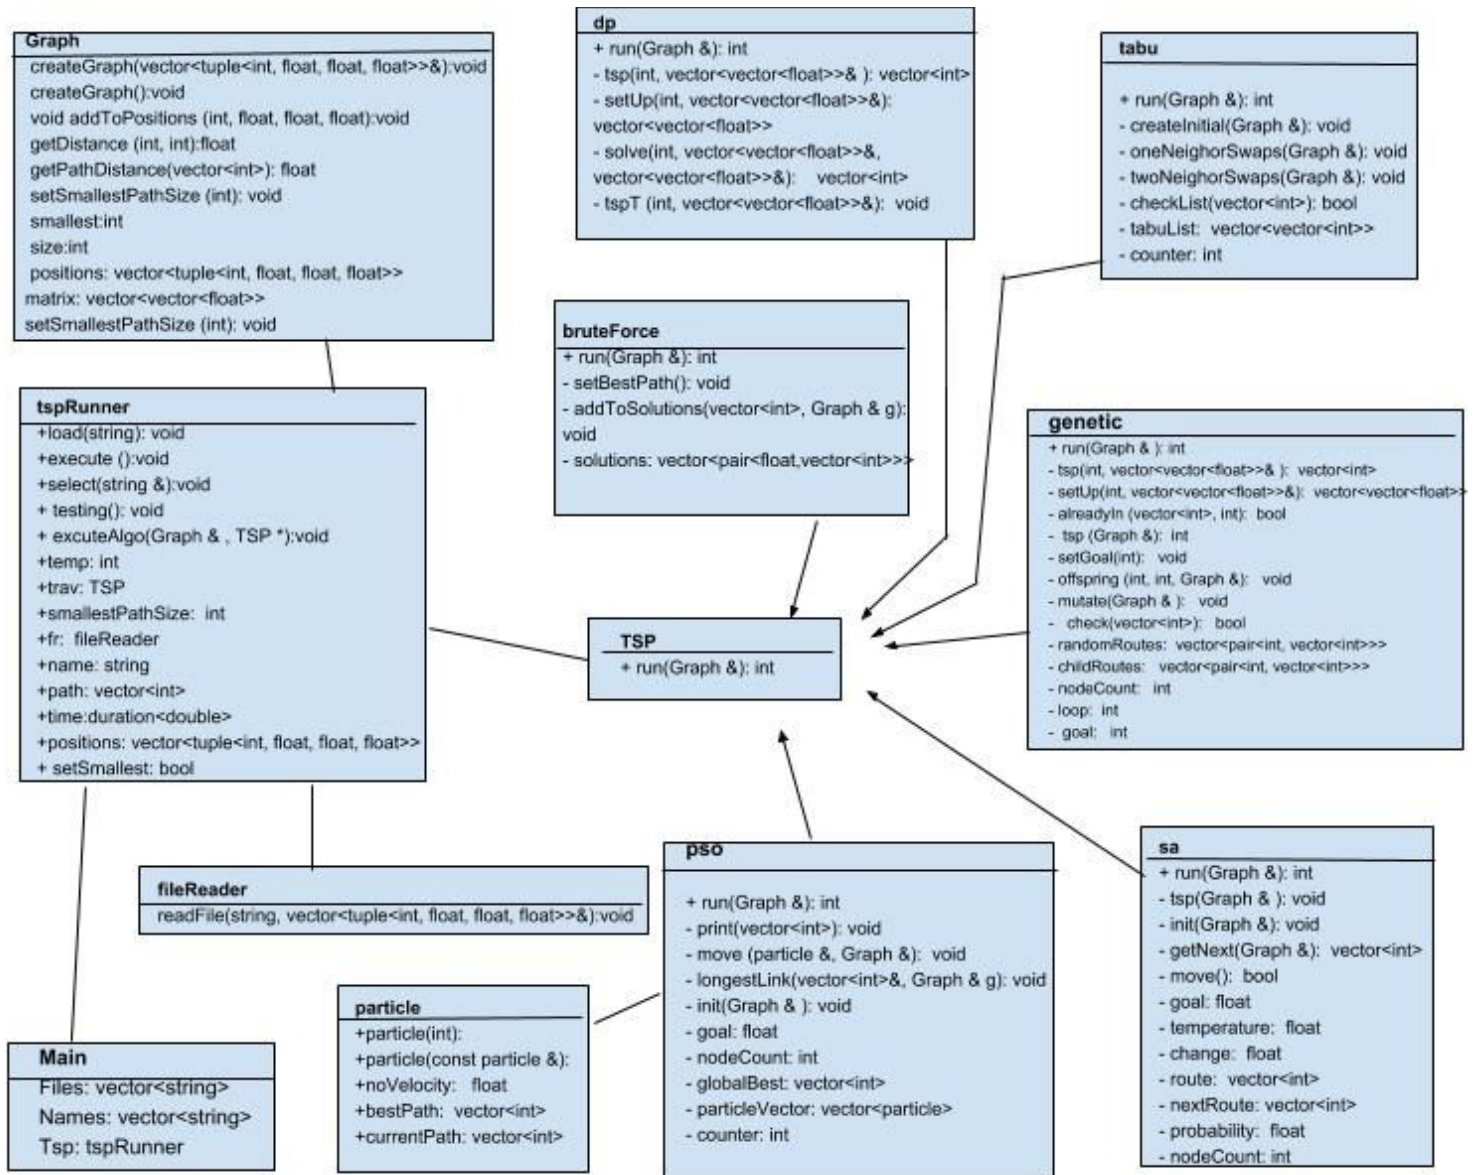 Graph
createGraph(vector<tuple<int, float, float, float>>&):void
createGraph():void
void addToPositions (int, float, float, float):void
getDistance (int, int):float
getPathDistance(vector<int>): float
setSmallestPathSize (int): void
smallest:int
size:int
positions: vector<tuple<int, float, float, float>>
matrix: vector<vector<float>>
setSmallestPathSize (int): void
dp
+ run(Graph &): int
- tsp(int, vector<vector<float>>& ): vector<int>
- setUp(int, vector<vector<float>>&):
vector<vector<float>>
- solve(int, vector<vector<float>>&,
vector<vector<float>>&): vector<int>
- tspT (int, vector<vector<float>>&): void
tabu
+ run(Graph &): int
- createInitial(Graph &): void
- oneNeighorSwaps(Graph &): void
- twoNeighorSwaps(Graph &): void
- checkList(vector<int>): bool
- tabuList: vector<vector<int>>
- counter: int
bruteForce
+ run(Graph &): int
- setBestPath(): void
- addToSolutions(vector<int>, Graph & g):
void
- solutions: vector<pair<float,vector<int>>>
tspRunner
+load(string): void
+execute ():void
+select(string &):void
+ testing(): void
+ excuteAlgo(Graph & , TSP *):void
+temp: int
+trav: TSP
+smallestPathSize: int
+fr: fileReader
+name: string
+path: vector<int>
+time:duration<double>
+positions: vector<tuple<int, float, float, float>>
+ setSmallest: bool
genetic
+ run(Graph & ): int
- tsp(int, vector<vector<float>>& ): vector<int>
- setUp(int, vector<vector<float>>&): vector<vector<float>>
- alreadyIn (vector<int>, int): bool
- tsp (Graph &): int
- setGoal(int): void
- offspring (int, int, Graph &): void
- mutate(Graph & ): void
- check(vector<int>): bool
- randomRoutes: vector<pair<int, vector<int>>>
- childRoutes: vector<pair<int, vector<int>>>
- nodeCount: int
- loop: int
- goal: int
TSP
+ run(Graph &): int
fileReader
readFile(string, vector<tuple<int, float, float, float>>&):void
pso
+ run(Graph &): int
- print(vector<int>): void
- move (particle &, Graph &): void
- longestLink(vector<int>&, Graph & g): void
- init(Graph & ): void
- goal: float
- nodeCount: int
- globalBest: vector<int>
- particleVector: vector<particle>
- counter: int
sa
+ run(Graph &): int
- tsp(Graph & ): void
- init(Graph &): void
- getNext(Graph &): vector<int>
- move(): bool
- goal: float
- temperature: float
- change: float
- route: vector<int>
- nextRoute: vector<int>
- probability: float
- nodeCount: int
particle
+particle(int):
+particle(const particle &):
+noVelocity: float
+bestPath: vector<int>
+currentPath: vector<int>
Main
Files: vector<string>
Names: vector<string>
Tsp: tspRunner